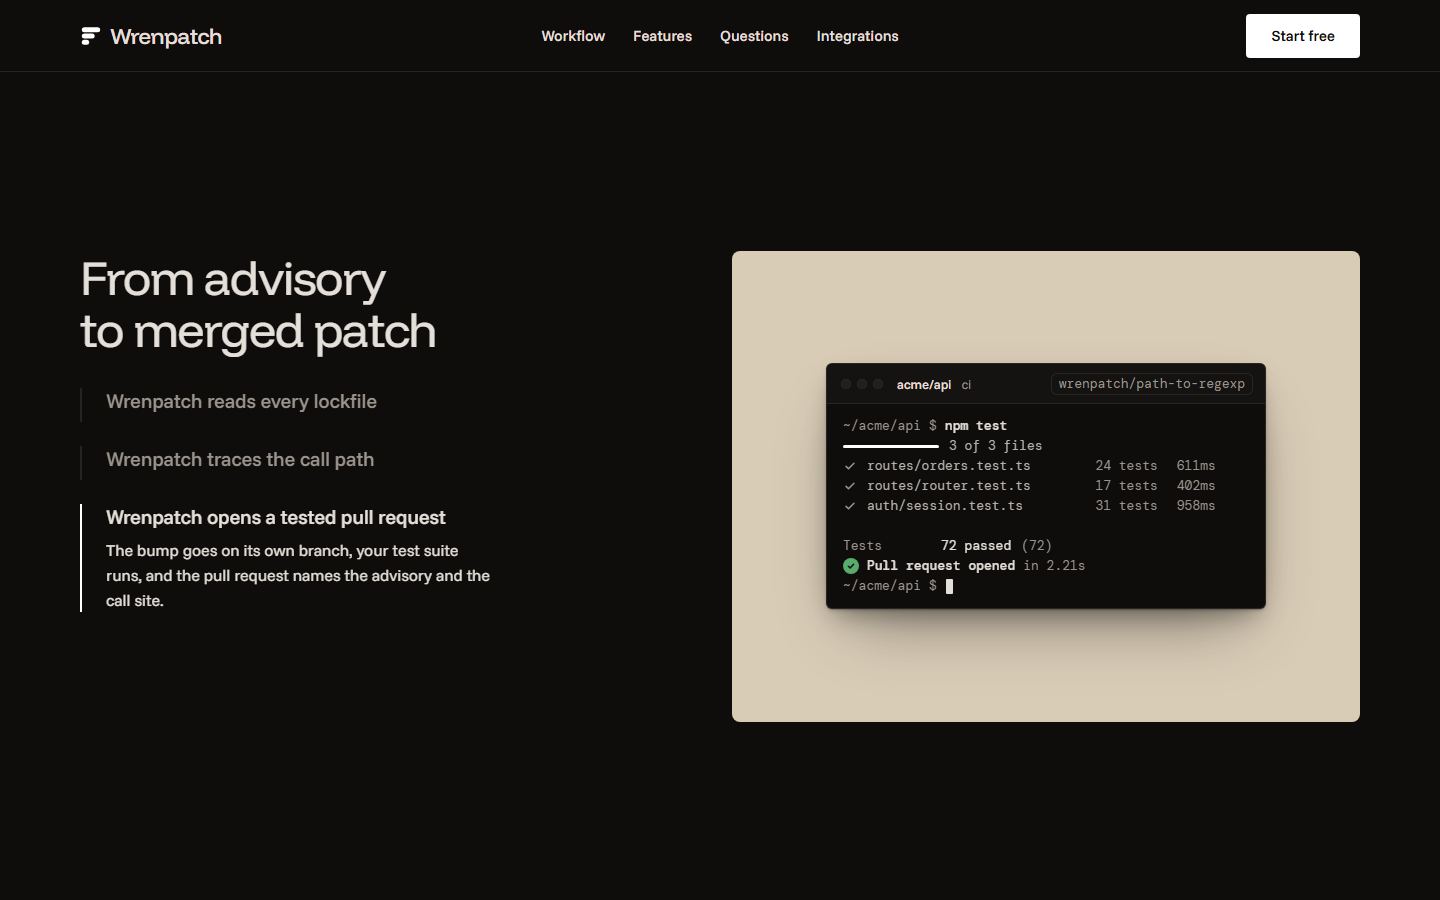 Wrenpatch
Workflow
Features
Questions
Integrations
Start free
From advisory
to merged patch
Wrenpatch reads every lockfile
Wrenpatch traces the call path
Wrenpatch opens a tested pull request
The bump goes on its own branch, your test suite
runs, and the pull request names the advisory and the
call site.
acme/api ci wrenpatch/path-to-regexp
~/acme/api $ npm test
3 of 3 files
routes/orders.test.ts 24 tests 611ms
routes/router.test.ts 17 tests 402ms
auth/session.test.ts 31 tests 958ms
Tests 72 passed (72)
Pull request opened in 2.21s
~/acme/api $